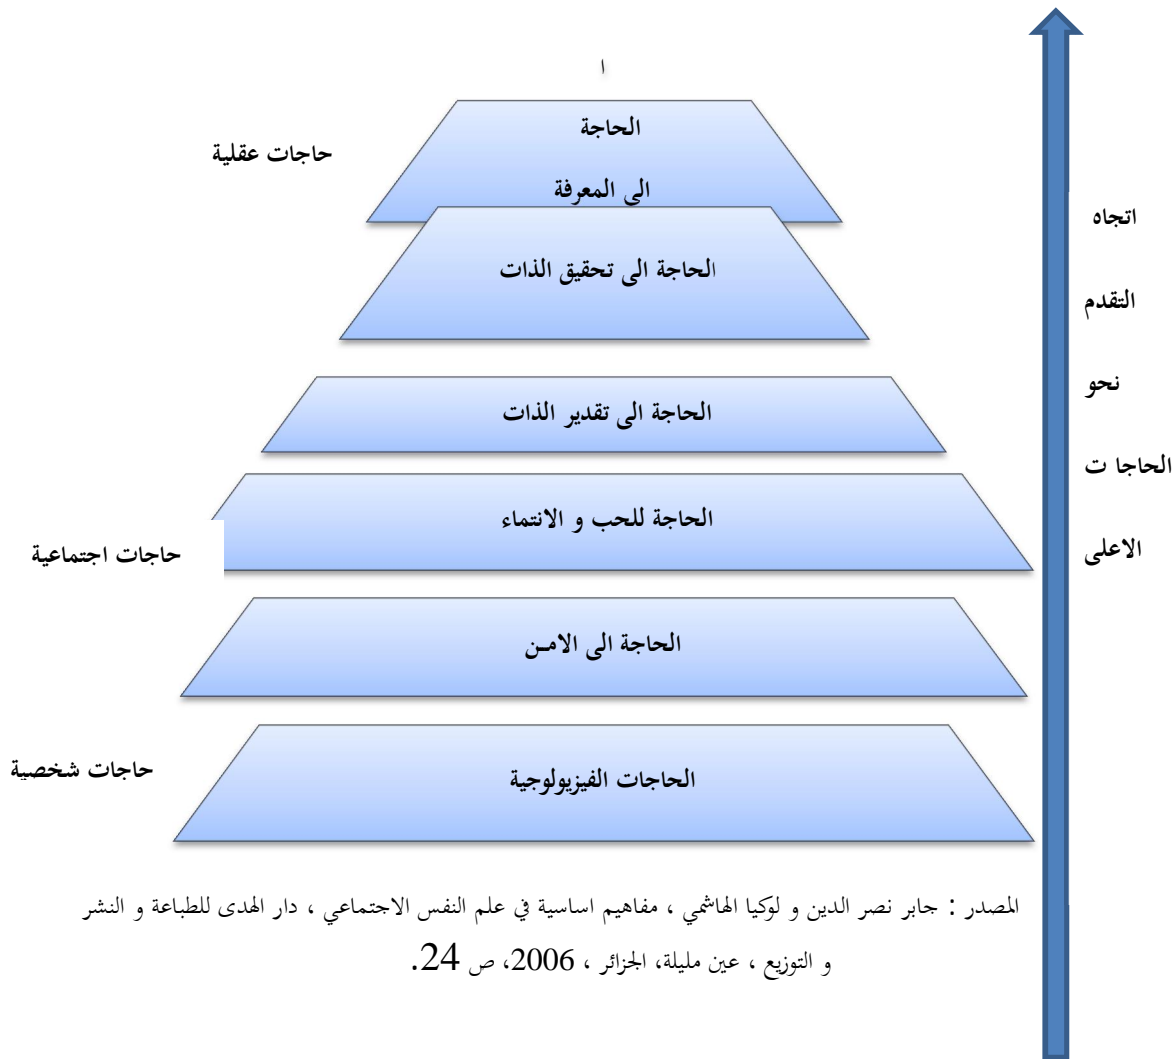 ا
الحاجة
الى المعرفة
حاجات عقلية
الحاجة الى تحقيق الذات
الحاجة الى تقدير الذات
الحاجة للحب و الانتماء
حاجات اجتماعية
الحاجة الى الامـن
الحاجات الفيزيولوجية
حاجات شخصية
اتجاه
التقدم
نحو
الحاجا ت
الاعلى
المصدر : جابر نصر الدين و لوكيا الهاشمي ، مفاهيم اساسية في علم النفس الاجتماعي ، دار الهدى للطباعة و النشر
و التوزيع ، عين مليلة، الجزائر ، 2006، ص 24.